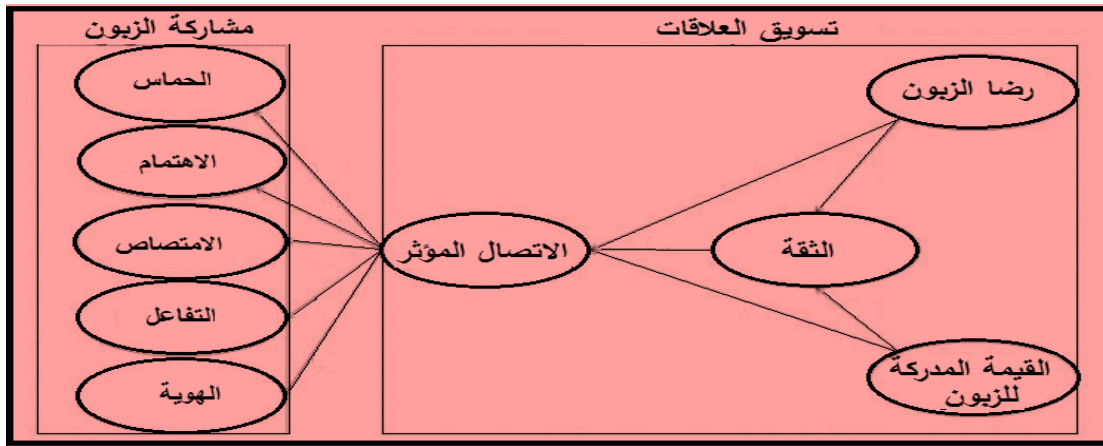 تسويق العلاقات
مشاركة الزبون
رضا الزبون
الثقة
القيمة المدركة
للزبون
الاتصال المؤثر
الحماس
الاهتمام
الامتصاص
التفاعل
الهوية